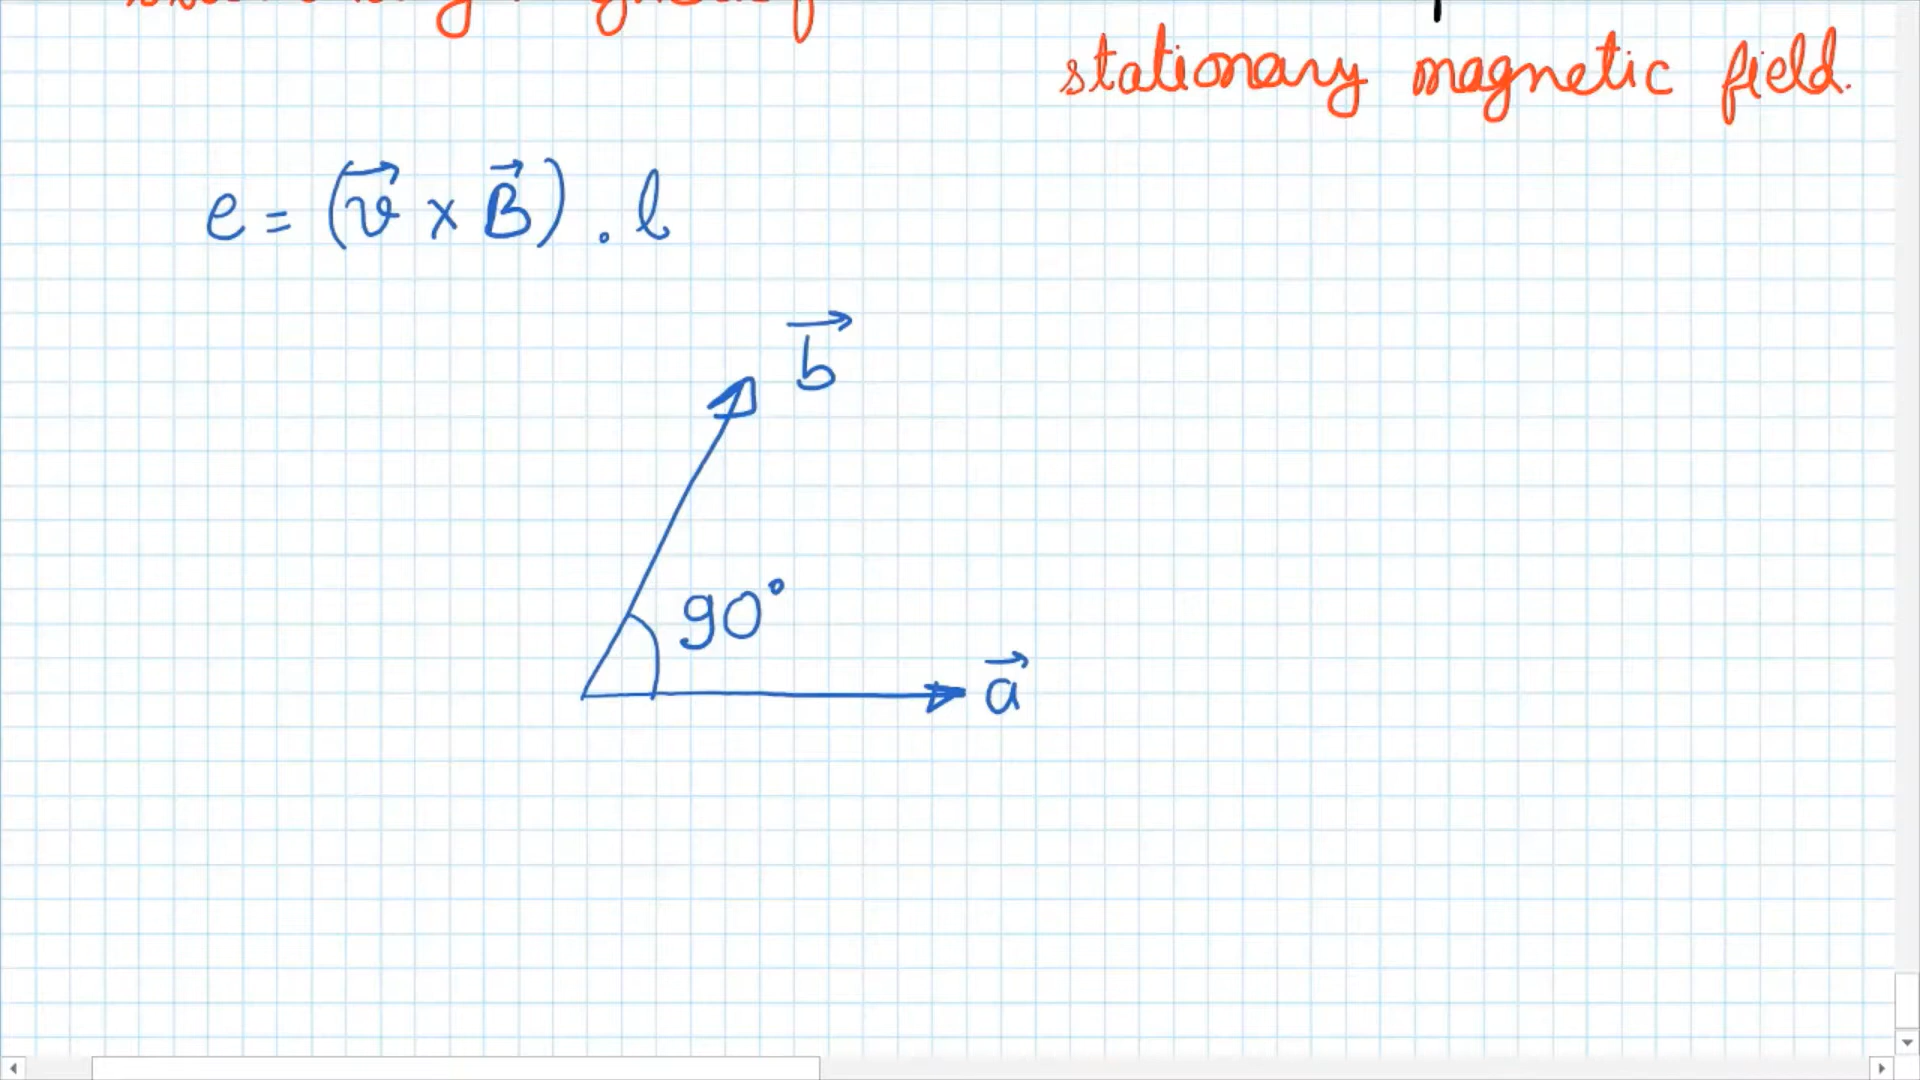 stationary magnetic field.
e = (v⃗ × B⃗) . l
b⃗
90°
a⃗